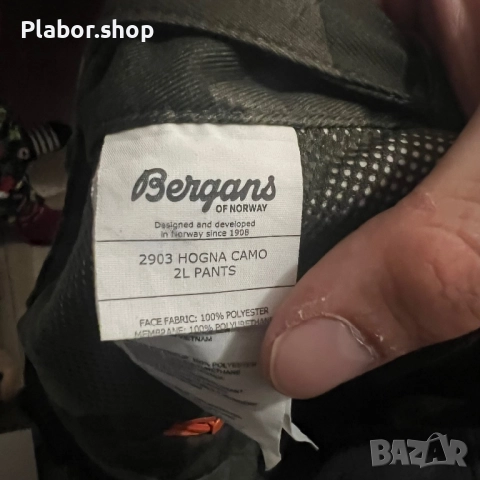 Plabor.shop
Bergans
OF NORWAY
Designed and developed
in Norway since 1908
2903 HOGNA CAMO
2L PANTS
FACE FABRIC: 100% POLYESTER
MEMBRANE: 100% POLYURETHANE
POLYESTER
BAZAR